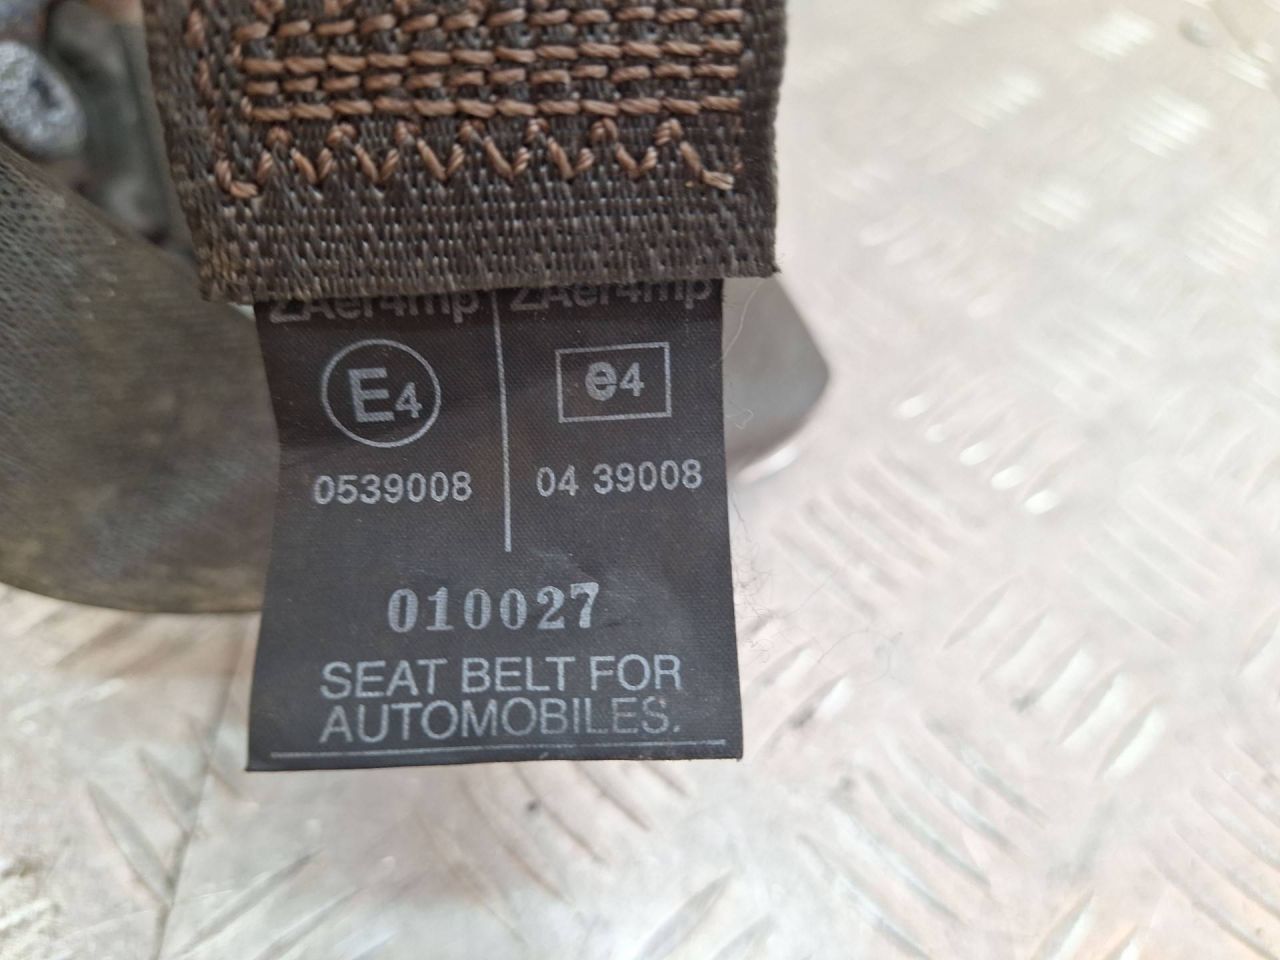 ZAer4mp ZAer4mp
E4 e4
0539008 04 39008
010027
SEAT BELT FOR
AUTOMOBILES.